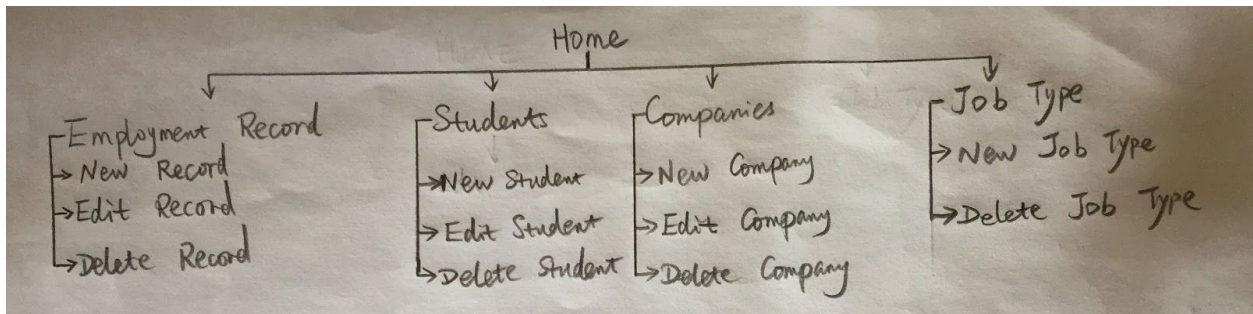 Home
Employment Record
New Record
Edit Record
Delete Record
Students
New Student
Edit Student
Delete Student
Companies
New Company
Edit Company
Delete Company
Job Type
New Job Type
Delete Job Type